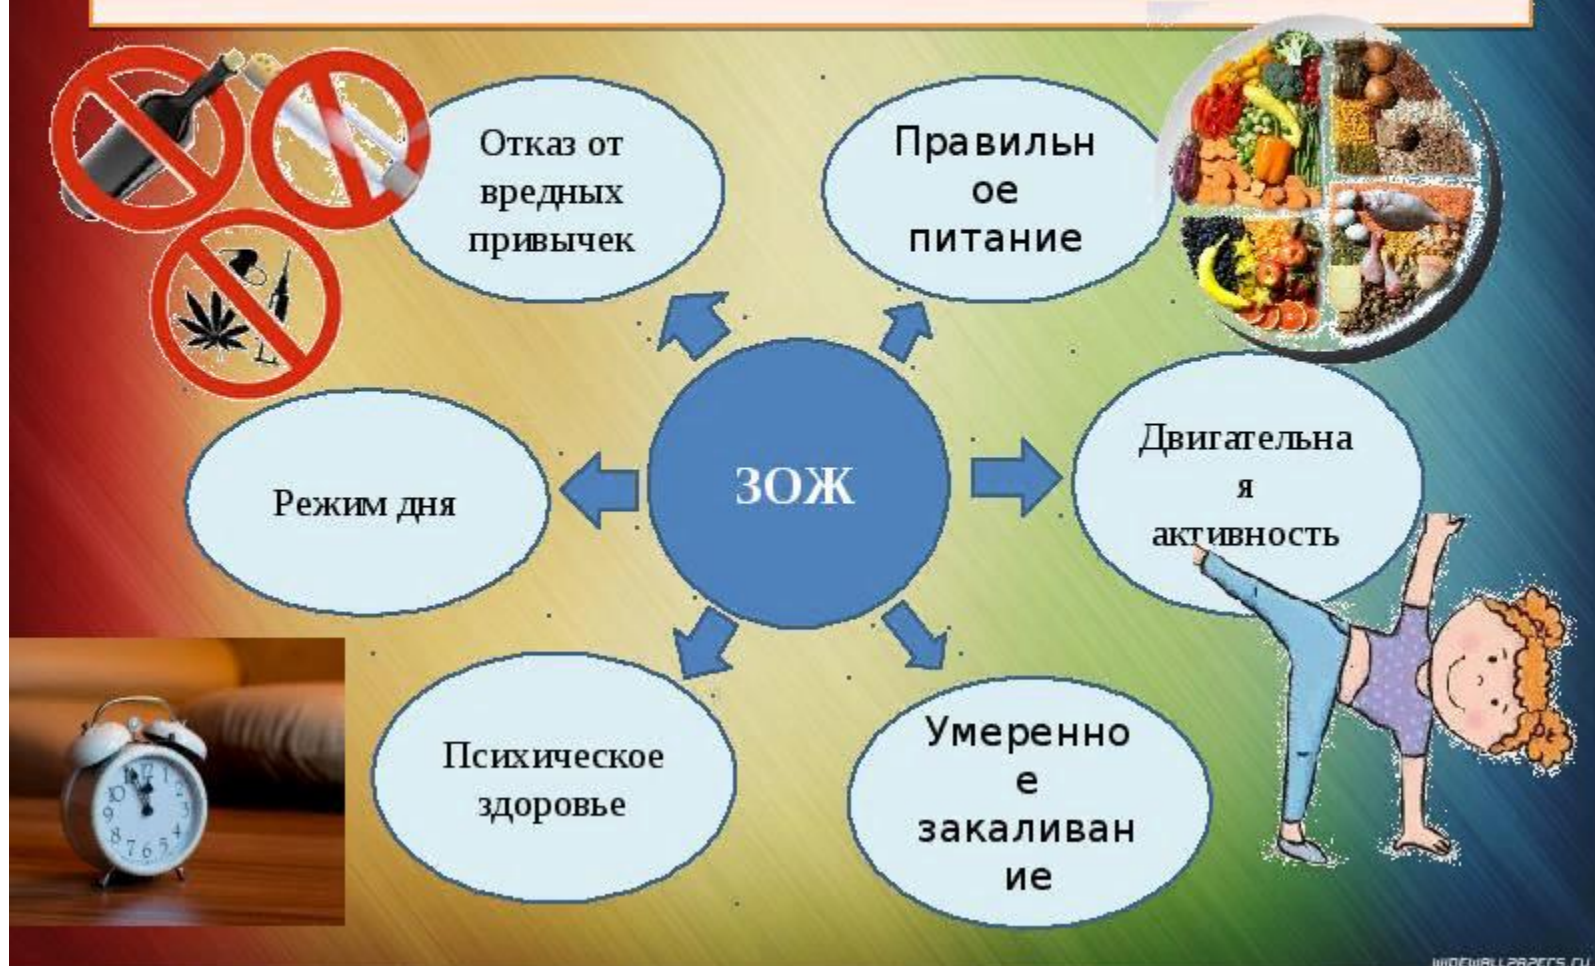 Отказ от
вредных
привычек
Правильн
ое
питание
Режим дня
ЗОЖ
Двигательна
я
активность
Психическое
здоровье
Умеренно
е
закаливан
ие